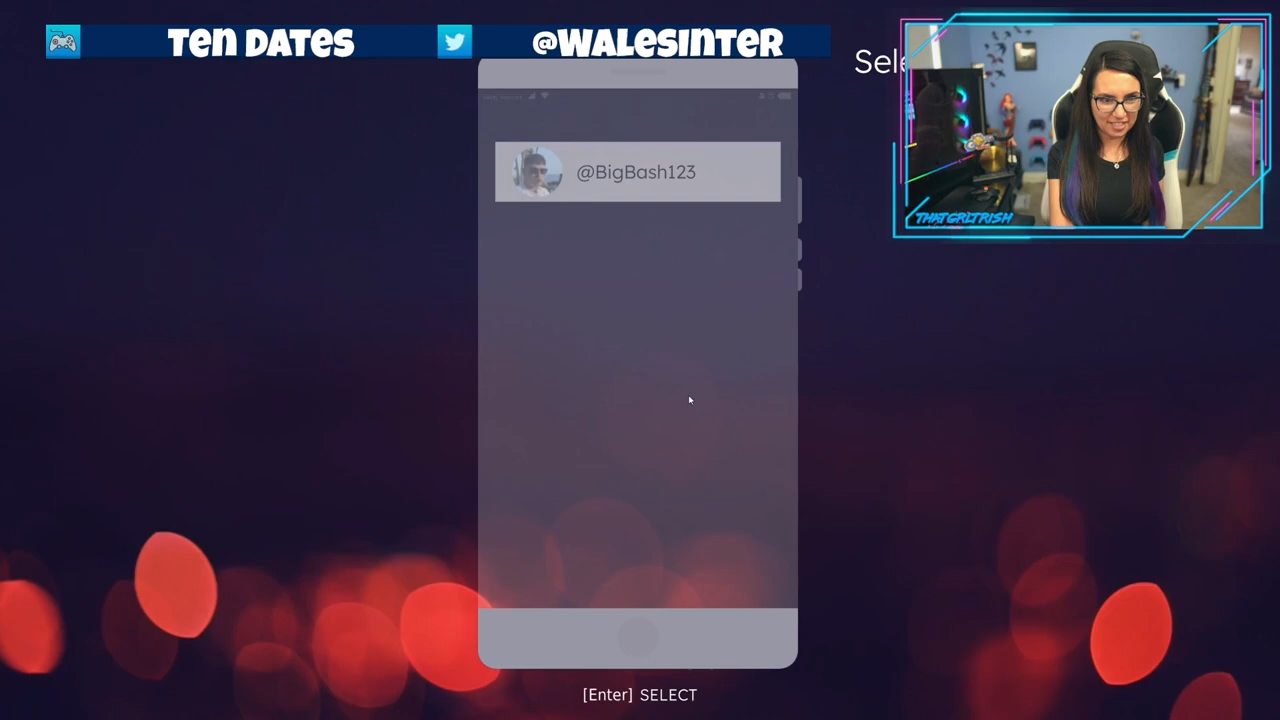 TEN DATES
@WALESINTER
Sele
@BigBash123
THATGRLTRISH
[Enter] SELECT